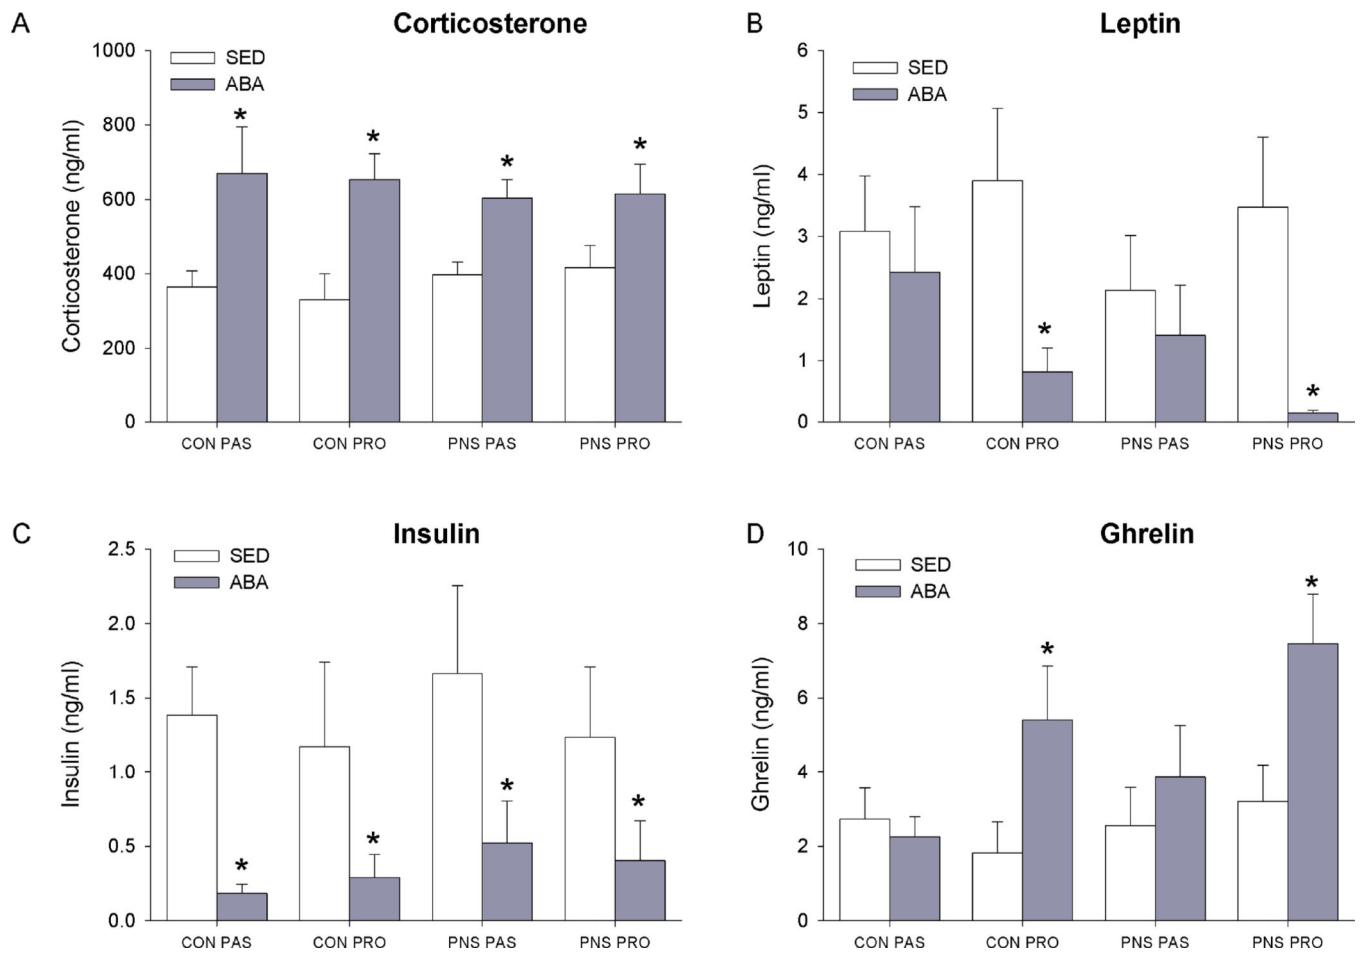 A
Corticosterone
SED
ABA
Corticosterone (ng/ml)
1000
800
600
400
200
0
*
*
*
*
CON PAS
CON PRO
PNS PAS
PNS PRO
B
Leptin
SED
ABA
Leptin (ng/ml)
6
5
4
3
2
1
0
*
*
CON PAS
CON PRO
PNS PAS
PNS PRO
C
Insulin
SED
ABA
Insulin (ng/ml)
2.5
2.0
1.5
1.0
0.5
0.0
*
*
*
*
CON PAS
CON PRO
PNS PAS
PNS PRO
D
Ghrelin
SED
ABA
Ghrelin (ng/ml)
10
8
6
4
2
0
*
*
CON PAS
CON PRO
PNS PAS
PNS PRO